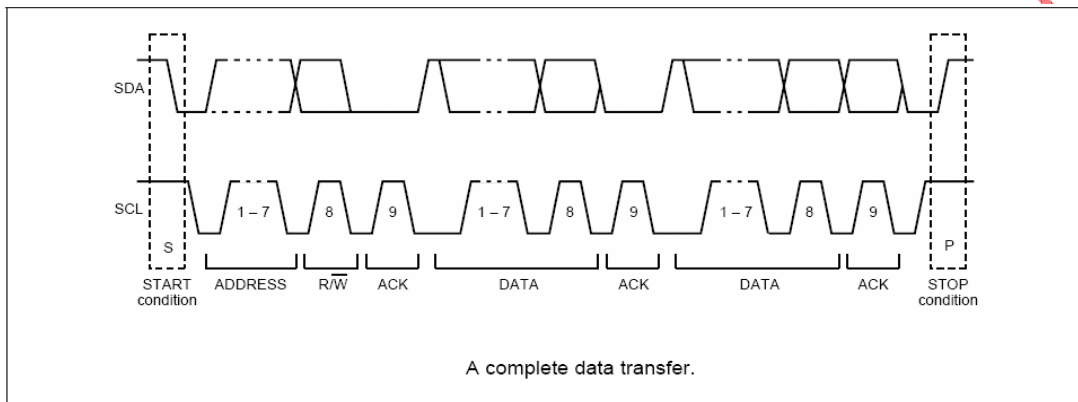 SDA
SCL
1 – 7 8 9 1 – 7 8 9 1 – 7 8 9
S P
START condition ADDRESS R/W̅ ACK DATA ACK DATA ACK STOP condition
A complete data transfer.